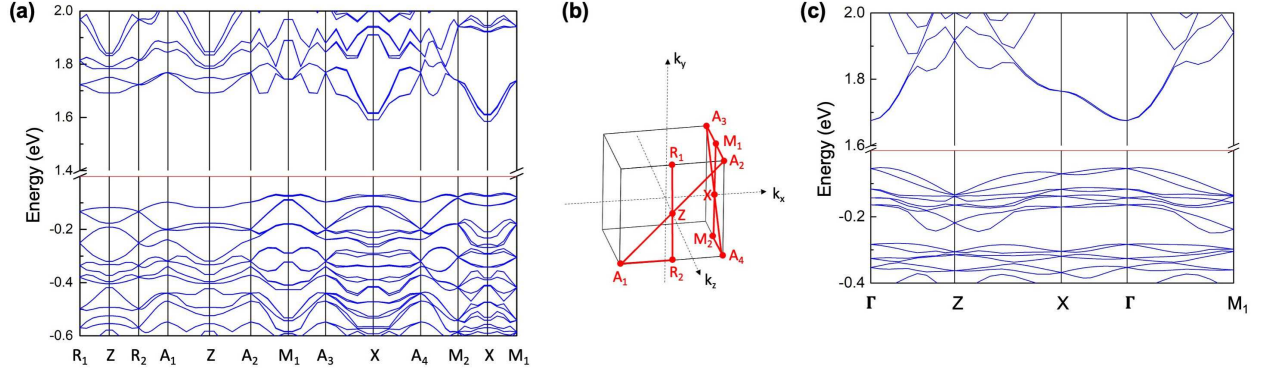 (a)
2.0
1.8
1.6
1.4
-0.2
-0.4
-0.6
Energy (eV)
R1 Z R2 A1 Z A2 M1 A3 X A4 M2 X M1
(b)
ky
A3
M1
R1
A2
X
kx
Z
M2
A4
A1
R2
kz
(c)
2.0
1.8
1.6
-0.2
-0.4
Energy (eV)
Γ Z X Γ M1